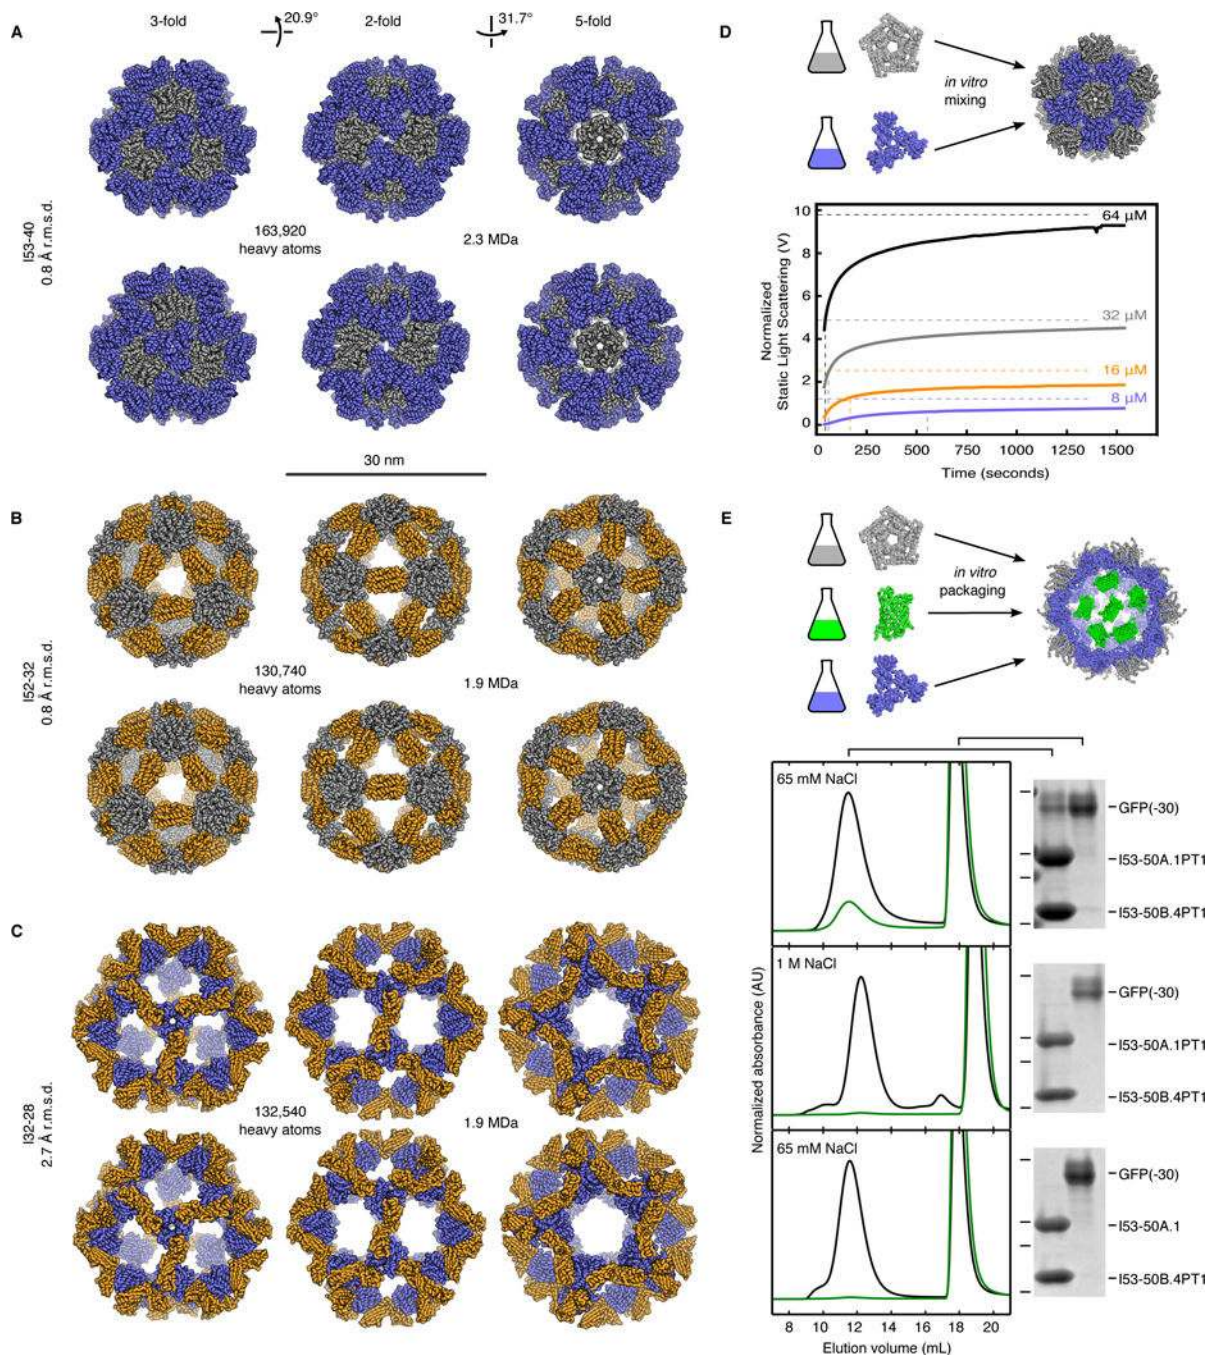 A
3-fold
20.9°
2-fold
31.7°
5-fold
I53-40
0.8 Å r.m.s.d.
163,920
heavy atoms
2.3 MDa
30 nm
B
I52-32
0.8 Å r.m.s.d.
130,740
heavy atoms
1.9 MDa
C
I32-28
2.7 Å r.m.s.d.
132,540
heavy atoms
1.9 MDa
D
in vitro
mixing
Normalized
Static Light Scattering (V)
10
8
6
4
2
0
64 µM
32 µM
16 µM
8 µM
0
250
500
750
1000
1250
1500
Time (seconds)
E
in vitro
packaging
Normalized absorbance (AU)
65 mM NaCl
GFP(-30)
I53-50A.1PT1
I53-50B.4PT1
1 M NaCl
GFP(-30)
I53-50A.1PT1
I53-50B.4PT1
65 mM NaCl
GFP(-30)
I53-50A.1
I53-50B.4PT1
8
10
12
14
16
18
20
Elution volume (mL)